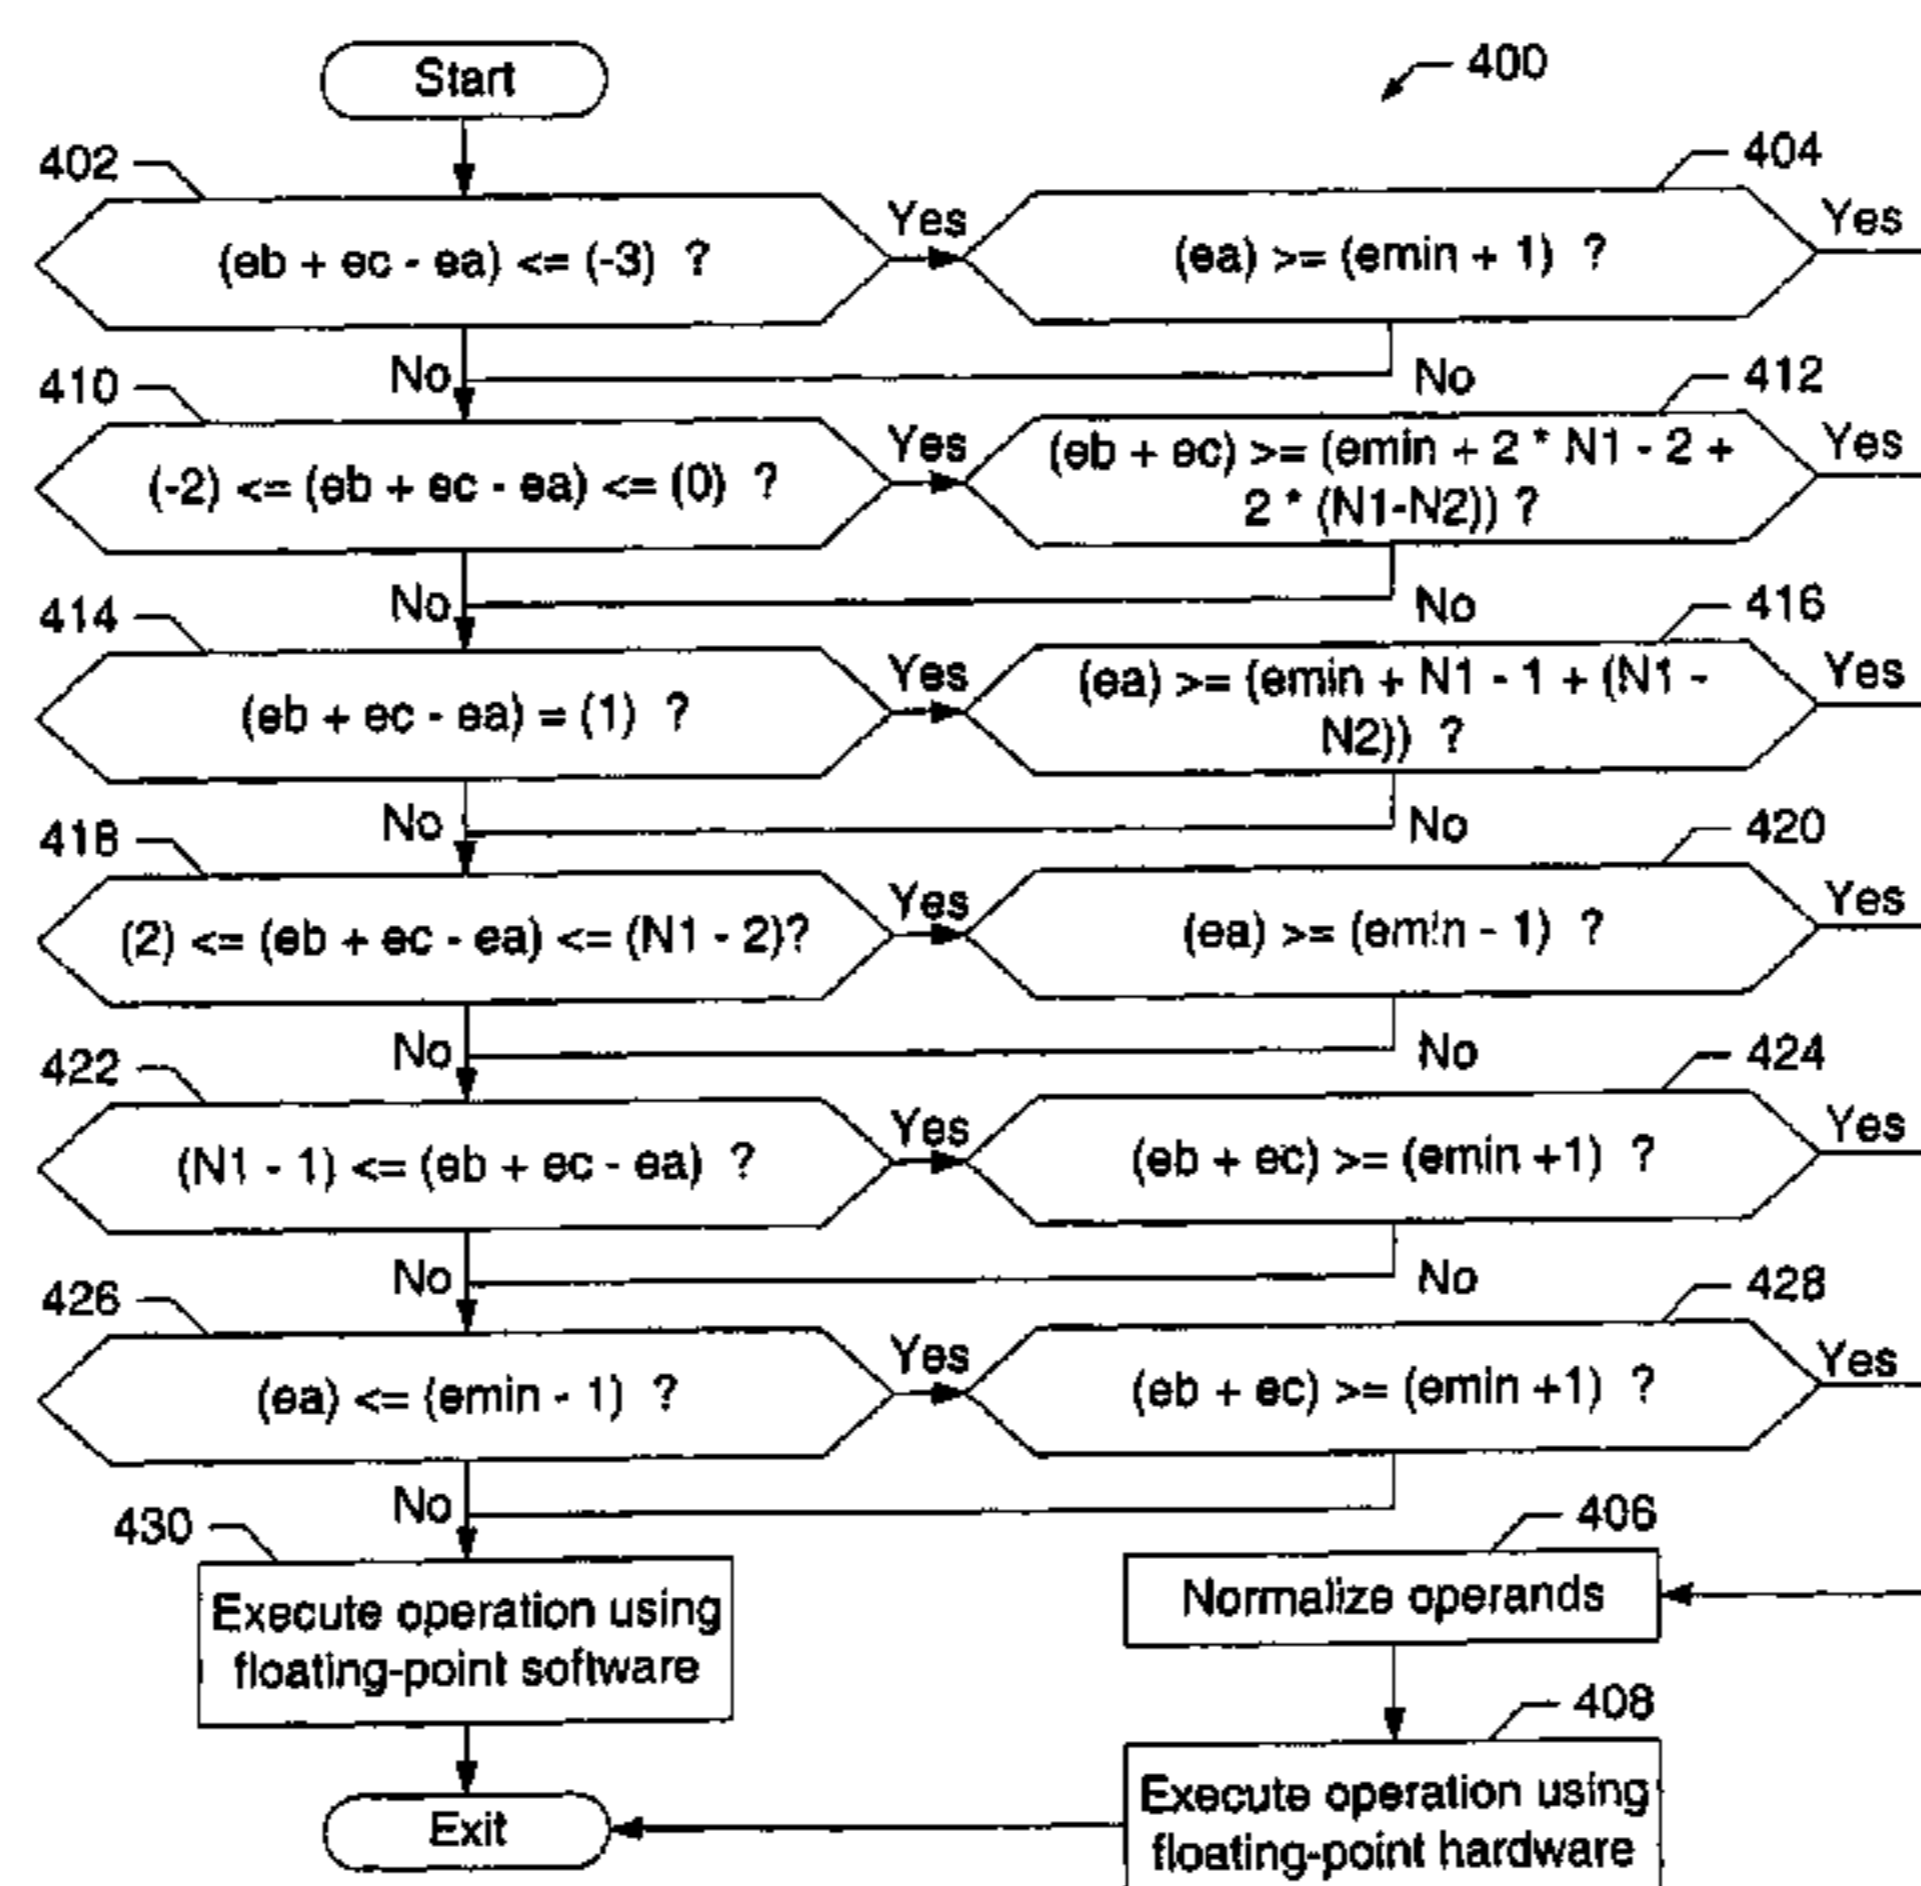 Start
400
402
(eb + ec - ea) <= (-3) ?
Yes
404
(ea) >= (emin + 1) ?
Yes
No
No
410
(-2) <= (eb + ec - ea) <= (0) ?
Yes
412
(eb + ec) >= (emin + 2 * N1 - 2 +
2 * (N1-N2)) ?
Yes
No
No
414
(eb + ec - ea) = (1) ?
Yes
416
(ea) >= (emin + N1 - 1 + (N1 -
N2)) ?
Yes
No
No
418
(2) <= (eb + ec - ea) <= (N1 - 2)?
Yes
420
(ea) >= (emin - 1) ?
Yes
No
No
422
(N1 - 1) <= (eb + ec - ea) ?
Yes
424
(eb + ec) >= (emin +1) ?
Yes
No
No
426
(ea) <= (emin - 1) ?
Yes
428
(eb + ec) >= (emin +1) ?
Yes
No
430
Execute operation using
floating-point software
406
Normalize operands
408
Execute operation using
floating-point hardware
Exit